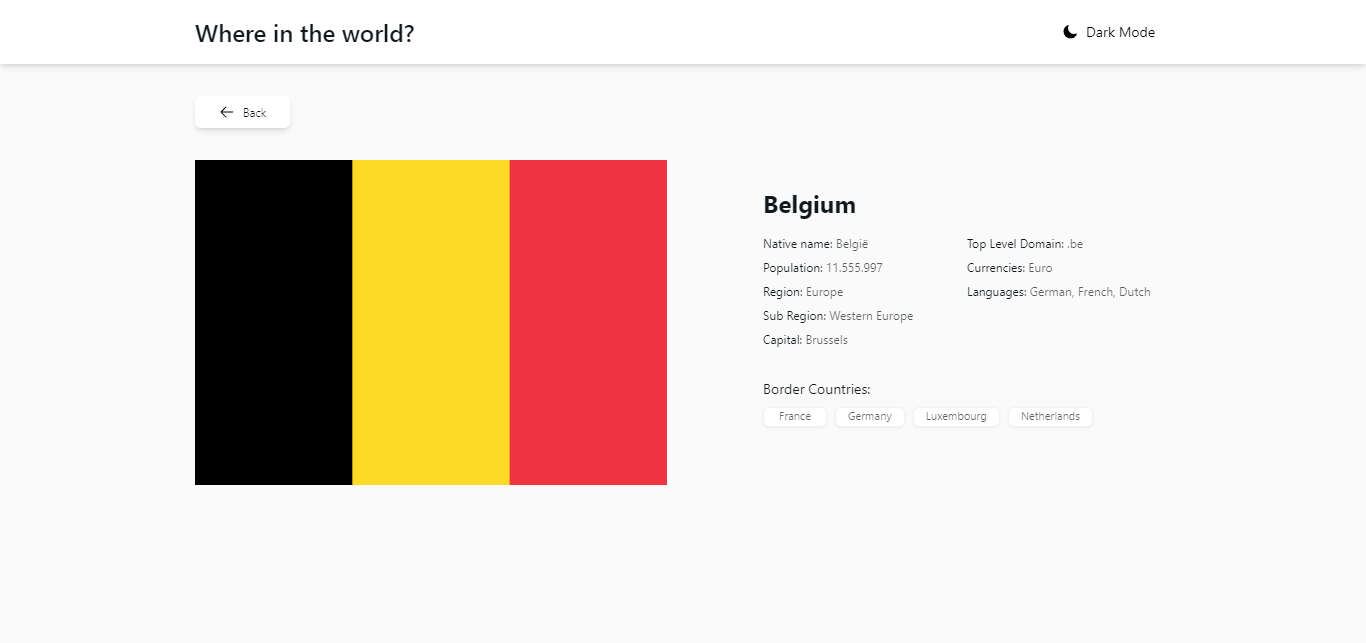 Where in the world?
Dark Mode
Back
Belgium
Native name: België
Population: 11.555.997
Region: Europe
Sub Region: Western Europe
Capital: Brussels
Top Level Domain: .be
Currencies: Euro
Languages: German, French, Dutch
Border Countries:
France Germany Luxembourg Netherlands